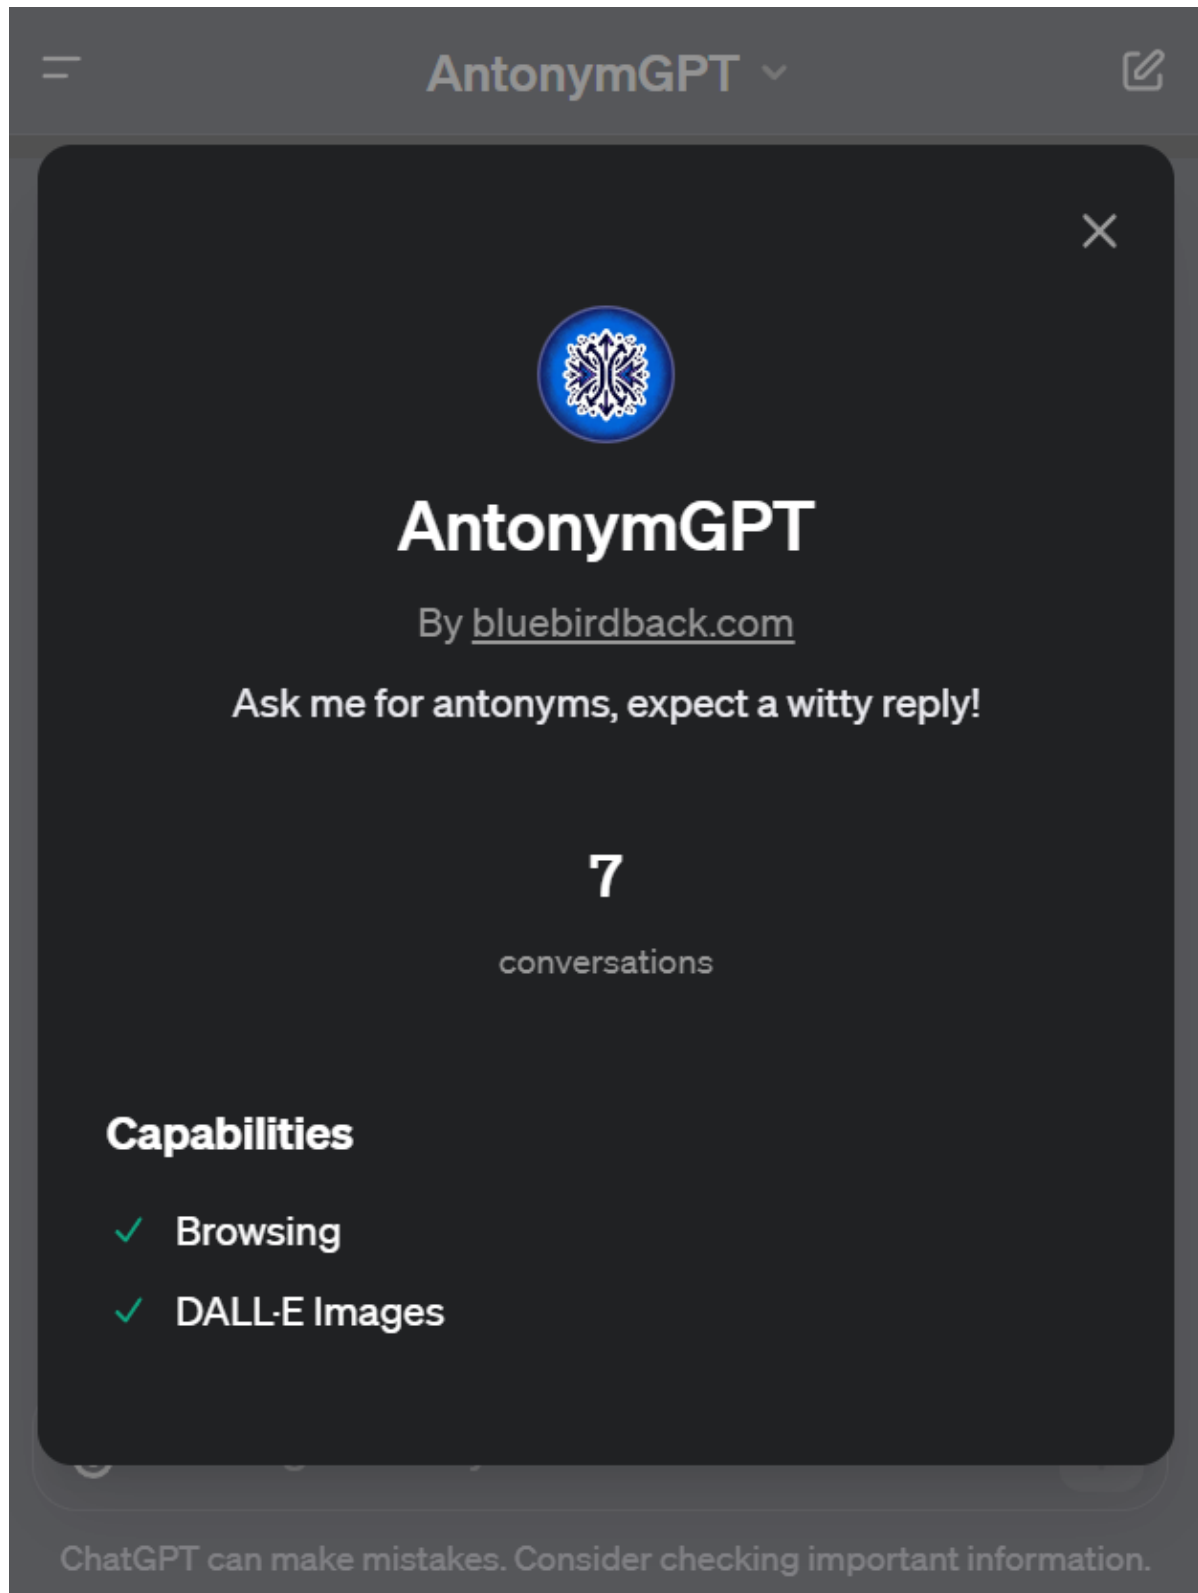 AntonymGPT
AntonymGPT
By bluebirdback.com
Ask me for antonyms, expect a witty reply!
7
conversations
Capabilities
Browsing
DALL·E Images
ChatGPT can make mistakes. Consider checking important information.